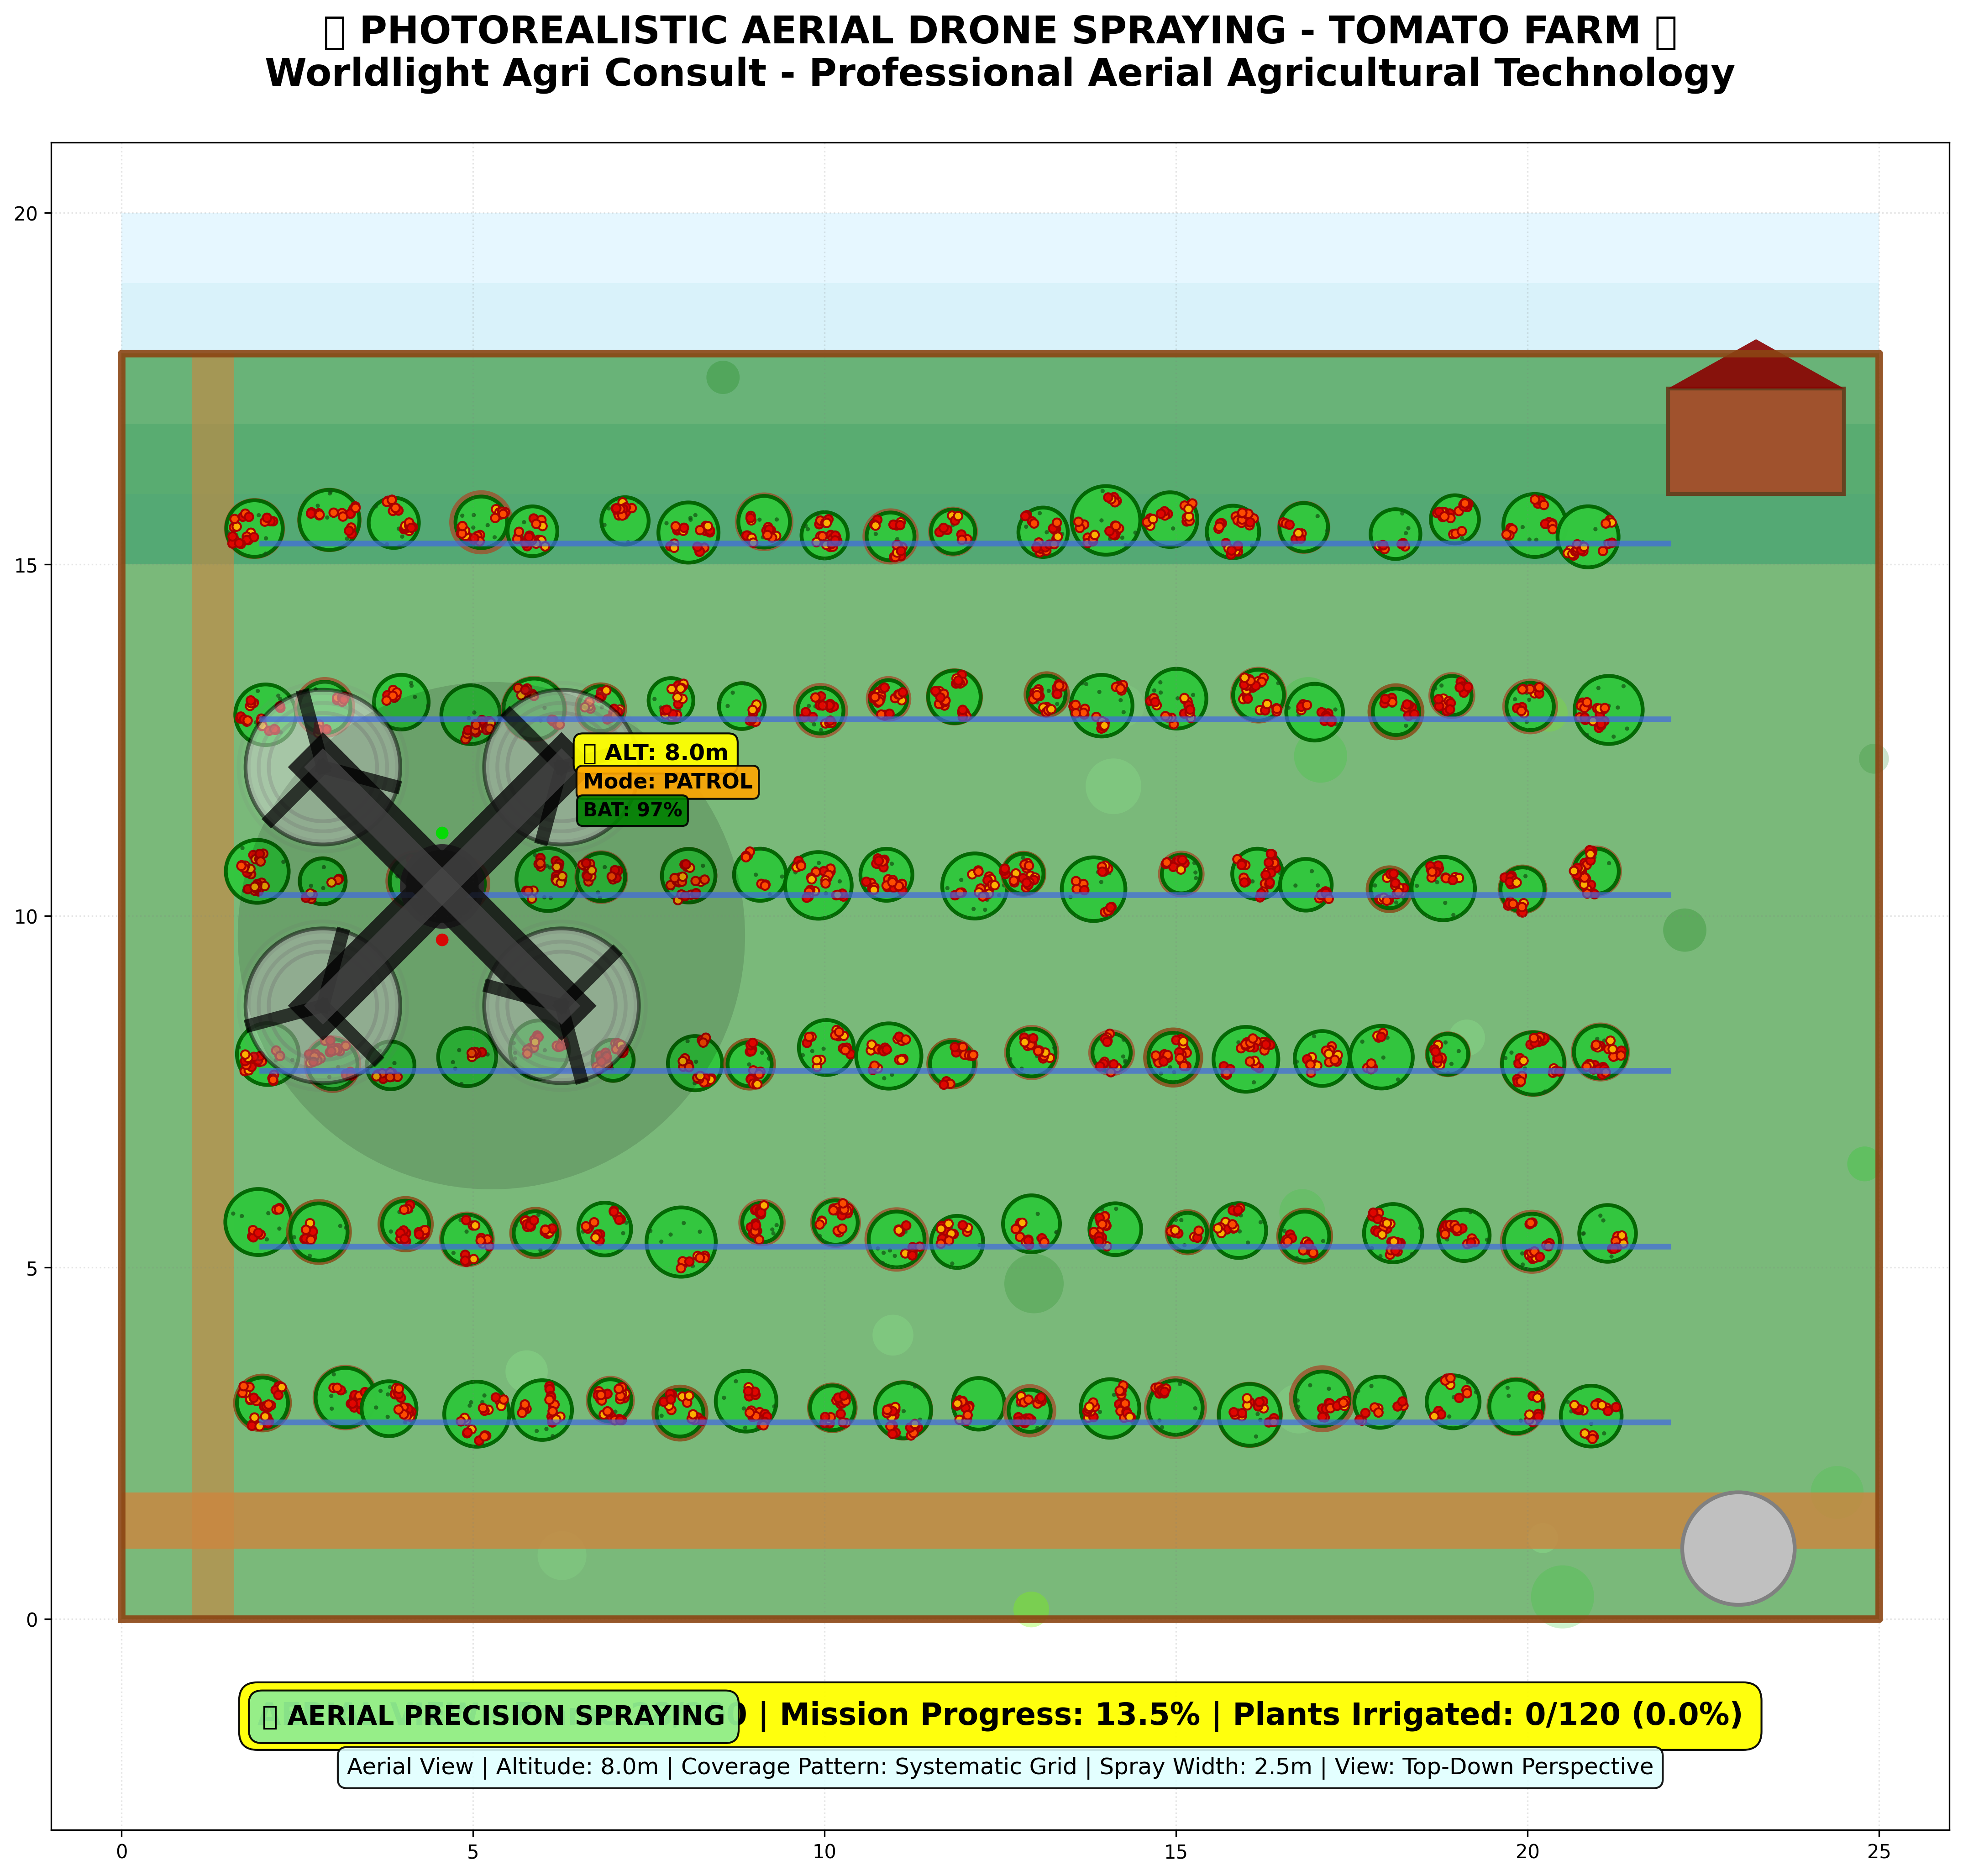 PHOTOREALISTIC AERIAL DRONE SPRAYING - TOMATO FARM
Worldlight Agri Consult - Professional Aerial Agricultural Technology
20
15
10
5
0
ALT: 8.0m
Mode: PATROL
BAT: 97%
AERIAL PRECISION SPRAYING
0 | Mission Progress: 13.5% | Plants Irrigated: 0/120 (0.0%)
Aerial View | Altitude: 8.0m | Coverage Pattern: Systematic Grid | Spray Width: 2.5m | View: Top-Down Perspective
0 5 10 15 20 25